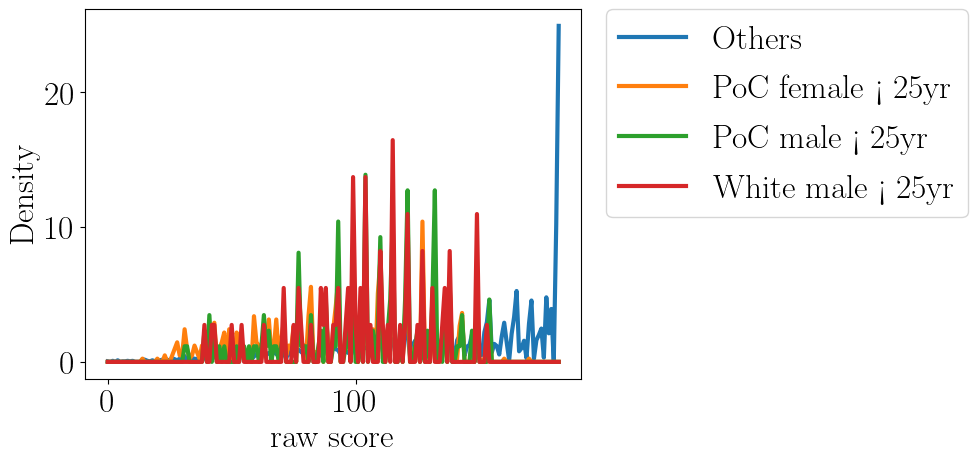 Density
20
10
0
0
100
raw score
Others
PoC female ¡ 25yr
PoC male ¡ 25yr
White male ¡ 25yr